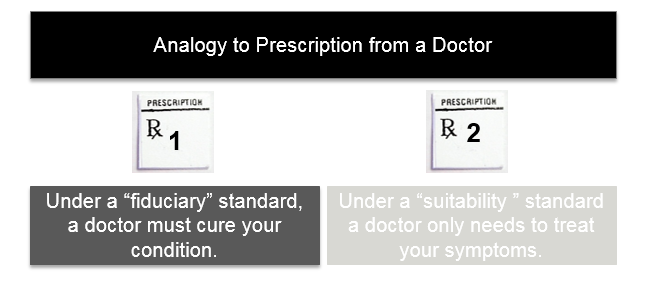 Analogy to Prescription from a Doctor
PRESCRIPTION
℞ 1
PRESCRIPTION
℞ 2
Under a “fiduciary” standard,
a doctor must cure your
condition.
Under a “suitability ” standard
a doctor only needs to treat
your symptoms.